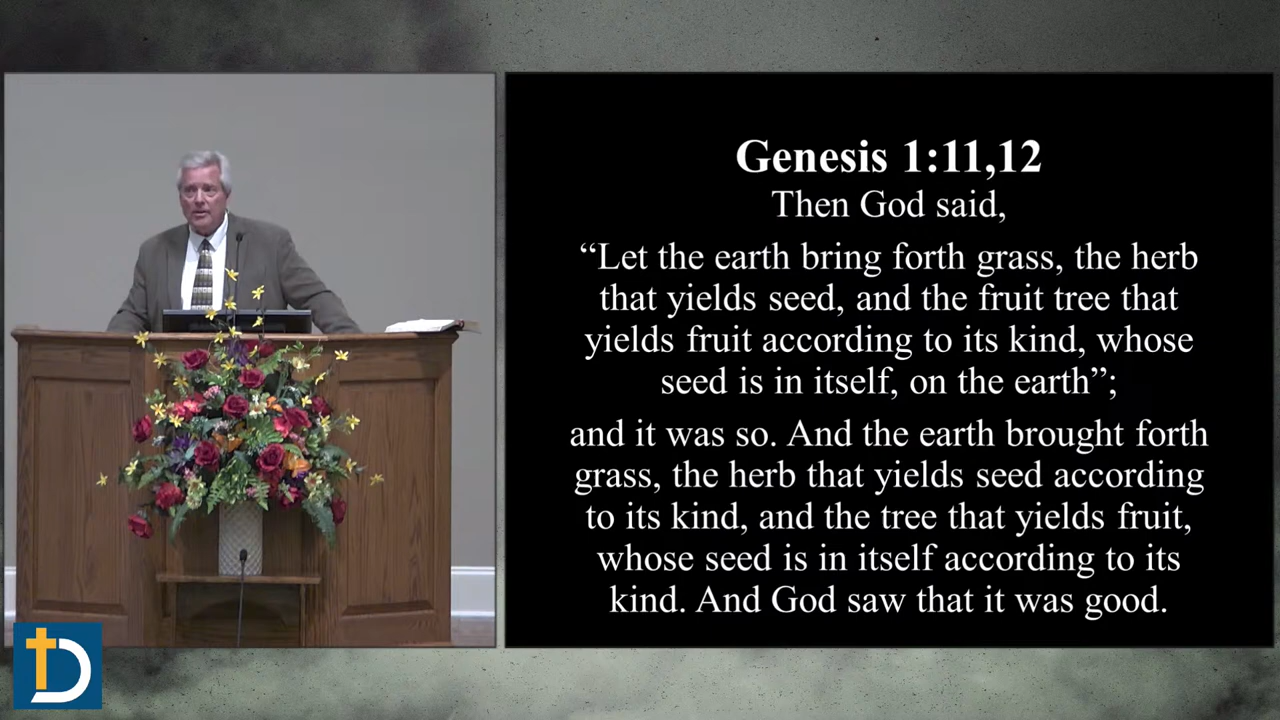 Genesis 1:11,12
Then God said,
“Let the earth bring forth grass, the herb
that yields seed, and the fruit tree that
yields fruit according to its kind, whose
seed is in itself, on the earth”;
and it was so. And the earth brought forth
grass, the herb that yields seed according
to its kind, and the tree that yields fruit,
whose seed is in itself according to its
kind. And God saw that it was good.
D